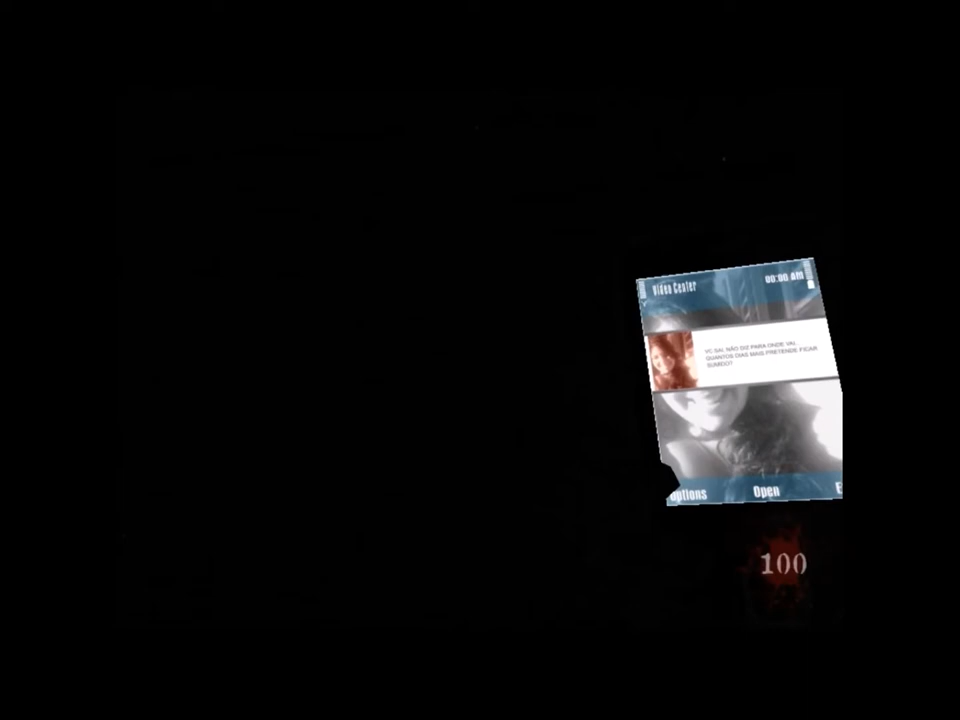 Video Center
00:00 AM
VC SAI, NÃO DIZ PARA ONDE VAI.
QUANTOS DIAS MAIS PRETENDE FICAR
SUMIDO?
options
Open
E
100